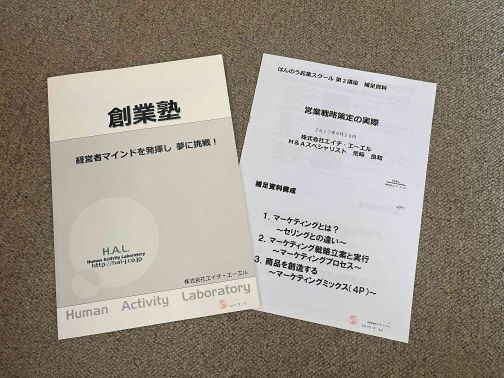 創業塾
経営者マインドを発揮し 夢に挑戦！
H.A.L.
Human Activity Laboratory
http://hal-j.co.jp
株式会社エイチ・エーエル
Human Activity Laboratory
はんのう起業スクール 第２講座 補足資料
営業戦略策定の実際
株式会社エイチ・エーエル
M&Aスペシャリスト
補足資料構成
1. マーケティングとは？
～セリングとの違い～
2. マーケティング戦略立案と実行
～マーケティングプロセス～
3. 商品を創造する
～マーケティングミックス(4P)～